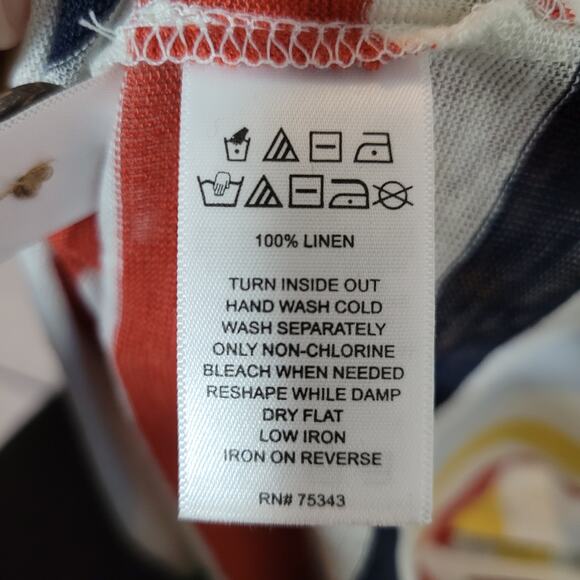 100% LINEN
TURN INSIDE OUT
HAND WASH COLD
WASH SEPARATELY
ONLY NON-CHLORINE
BLEACH WHEN NEEDED
RESHAPE WHILE DAMP
DRY FLAT
LOW IRON
IRON ON REVERSE
RN# 75343